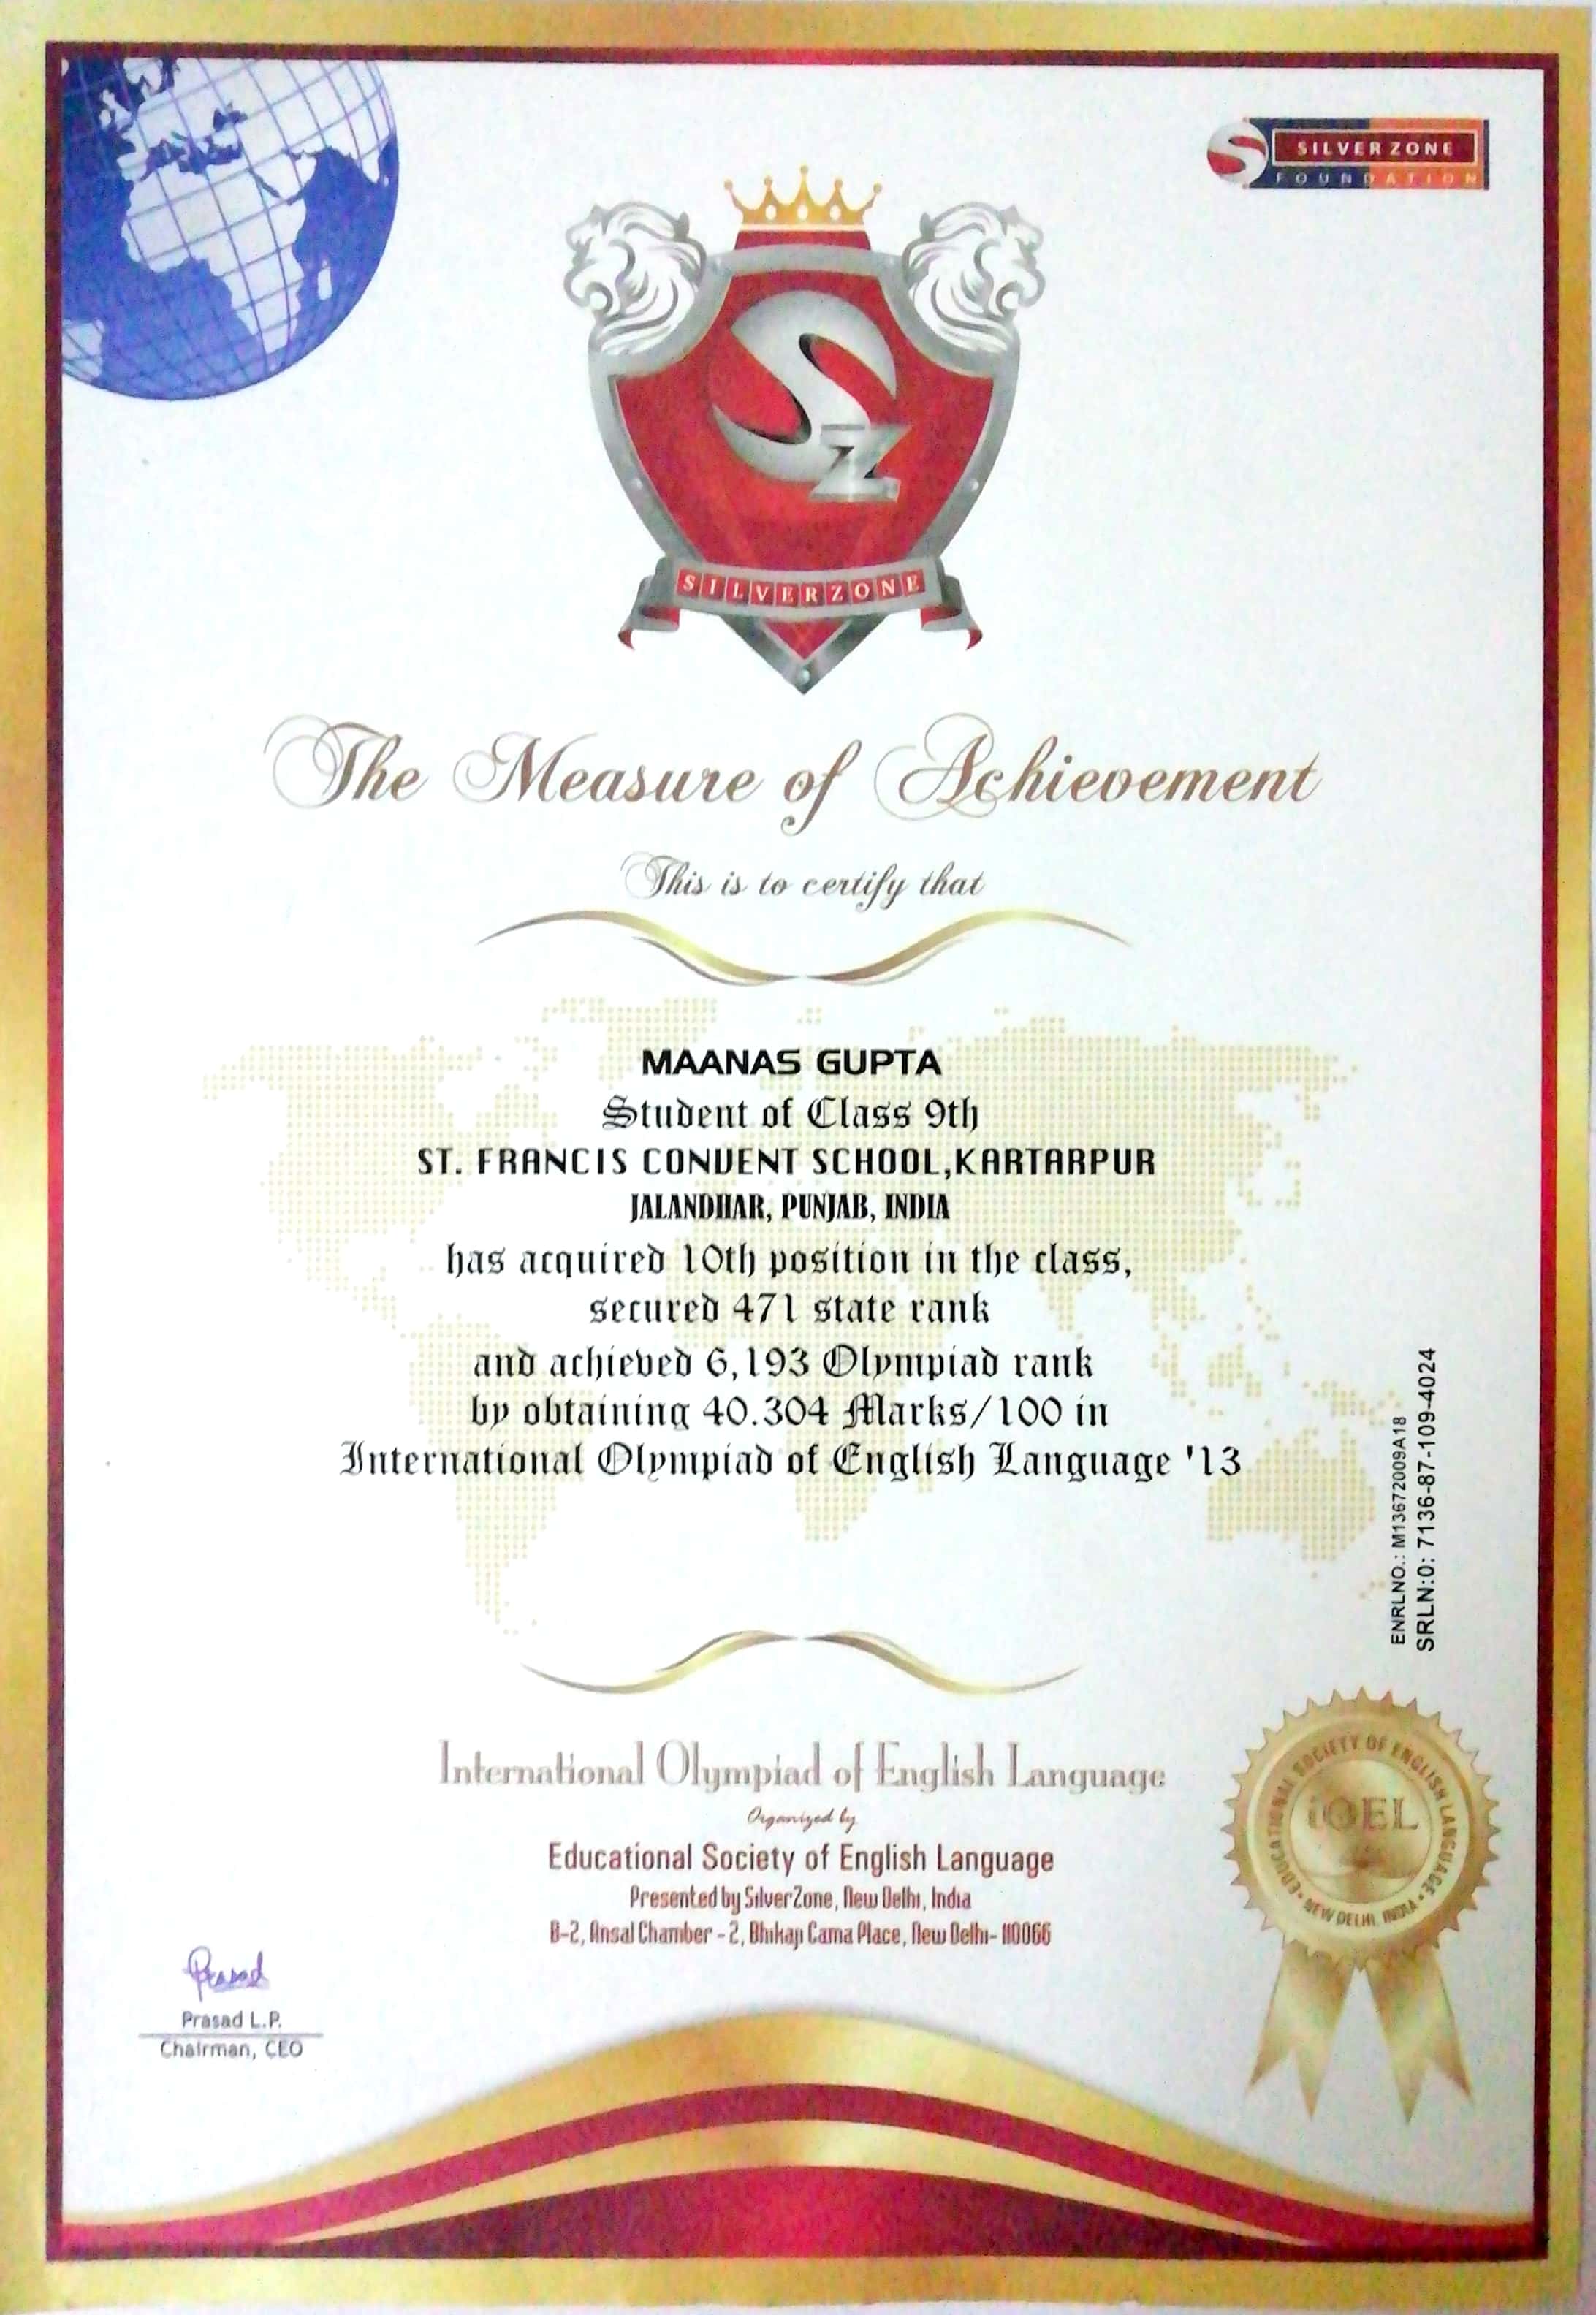 SILVER ZONE
FOUNDATION
SZ
SILVERZONE
The Measure of Achievement
This is to certify that
MAANAS GUPTA
Student of Class 9th
ST. FRANCIS CONVENT SCHOOL,KARTARPUR
JALANDHAR, PUNJAB, INDIA
has acquired 10th position in the class,
secured 471 state rank
and achieved 6,193 Olympiad rank
by obtaining 40.304 Marks/100 in
International Olympiad of English Language '13
ENRLNO.: M13672009A18
SRLN:0: 7136-87-109-4024
International Olympiad of English Language
Organized by
Educational Society of English Language
Presented by SilverZone, New Delhi, India
B-2, Ansal Chamber - 2, Bhikaji Cama Place, New Delhi- 110066
EDUCATIONAL SOCIETY OF ENGLISH LANGUAGE
iOEL
• NEW DELHI, INDIA •
Prasad
Prasad L.P.
Chairman, CEO